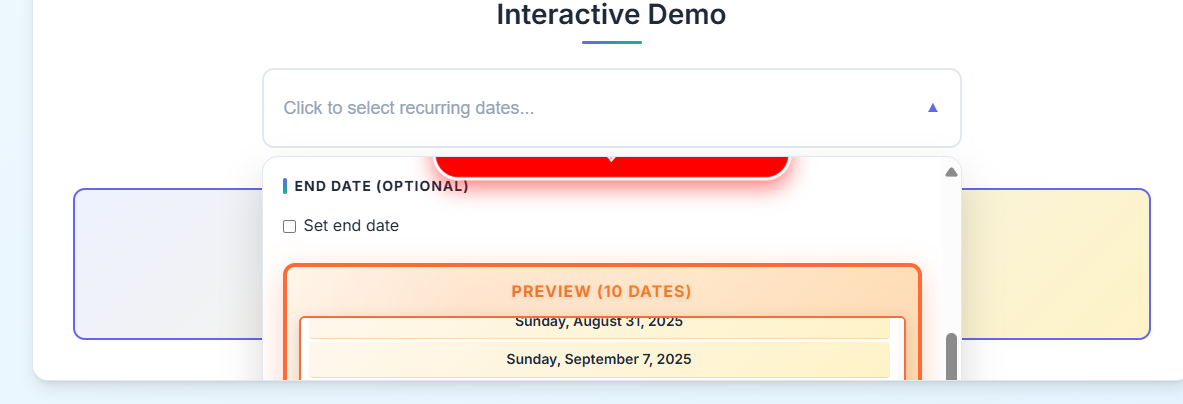 Interactive Demo
Click to select recurring dates...
END DATE (OPTIONAL)
Set end date
PREVIEW (10 DATES)
Sunday, August 31, 2025
Sunday, September 7, 2025